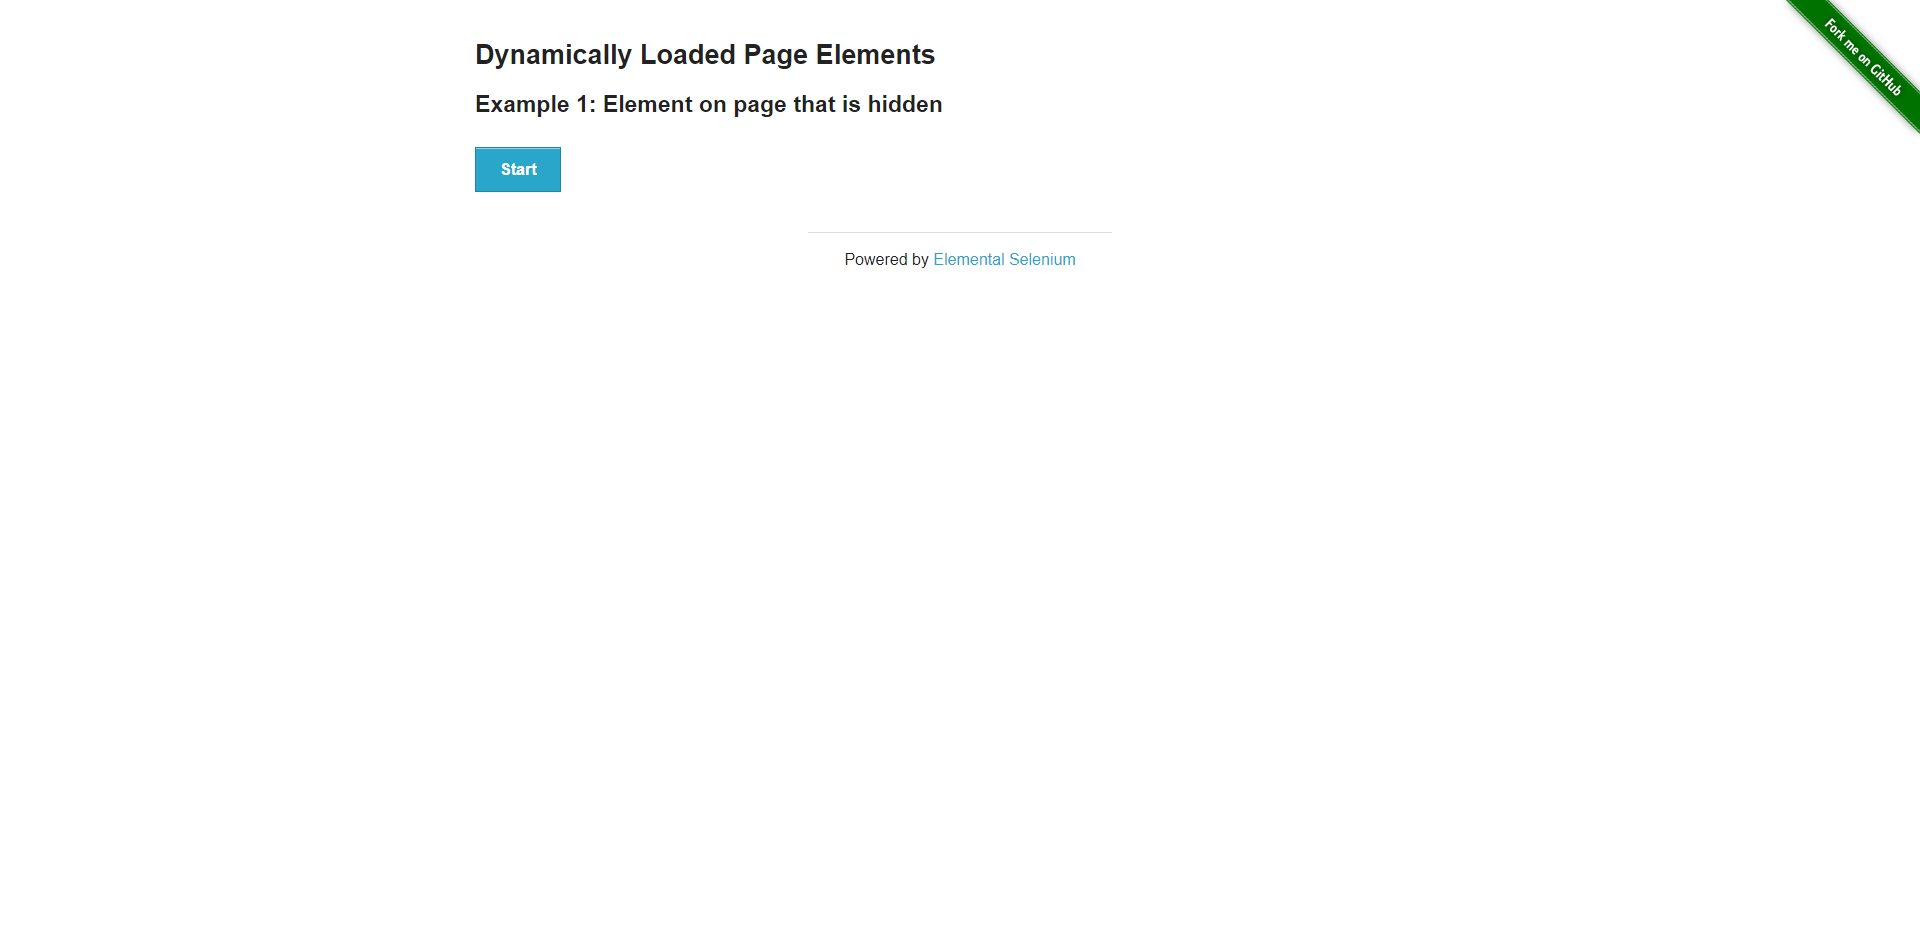 Dynamically Loaded Page Elements
Example 1: Element on page that is hidden
Start
Powered by Elemental Selenium
Fork me on GitHub